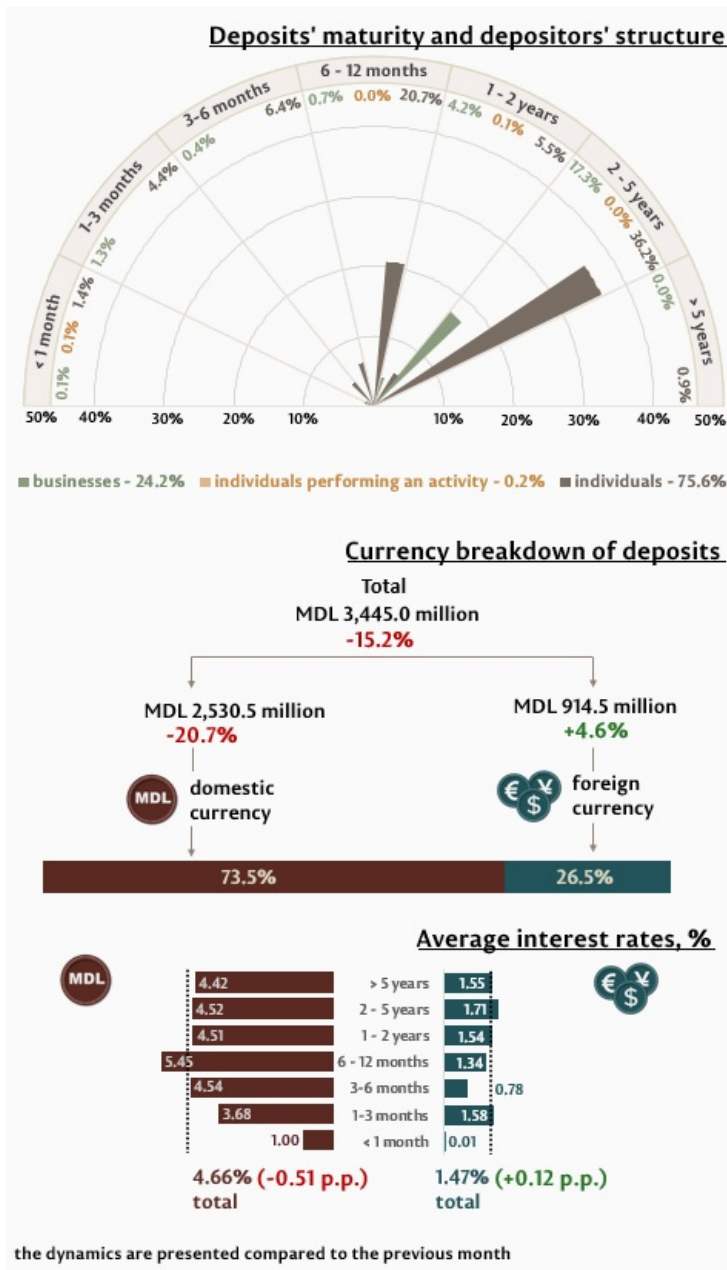 Deposits' maturity and depositors' structure
< 1 month
0.1%
0.1%
1.4%
1-3 months
1.3%
4.4%
3-6 months
0.4%
6.4%
6 - 12 months
0.7% 0.0% 20.7%
1 - 2 years
4.2%
0.1%
5.5%
2 - 5 years
17.3%
0.0%
36.2%
> 5 years
0.0%
0.9%
50% 40% 30% 20% 10% 10% 20% 30% 40% 50%
businesses - 24.2% individuals performing an activity - 0.2% individuals - 75.6%
Currency breakdown of deposits
Total
MDL 3,445.0 million
-15.2%
MDL 2,530.5 million
-20.7%
MDL
domestic
currency
MDL 914.5 million
+4.6%
€ ¥ $
foreign
currency
73.5% 26.5%
Average interest rates, %
MDL
€ ¥ $
4.42 > 5 years 1.55
4.52 2 - 5 years 1.71
4.51 1 - 2 years 1.54
5.45 6 - 12 months 1.34
4.54 3-6 months 0.78
3.68 1-3 months 1.58
1.00 < 1 month 0.01
4.66% (-0.51 p.p.)
total
1.47% (+0.12 p.p.)
total
the dynamics are presented compared to the previous month